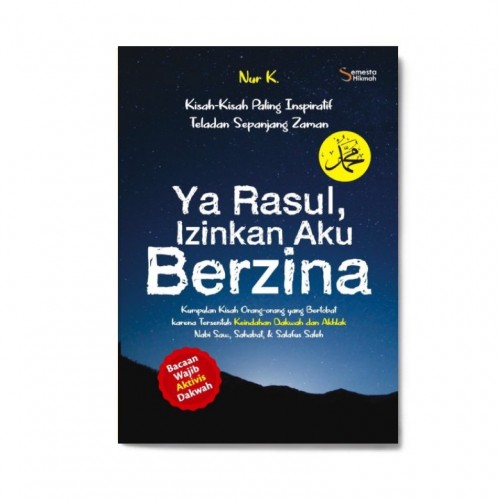 Nur K.
Semesta
Hikmah
Kisah-Kisah Paling Inspiratif
Teladan Sepanjang Zaman
محمد
Ya Rasul,
Izinkan Aku
Berzina
Kumpulan Kisah Orang-orang yang Bertobat
karena Tersentuh Keindahan Dakwah dan Akhlak
Nabi Saw, Sahabat, & Salafus Saleh
Bacaan
Wajib
Aktivis
Dakwah